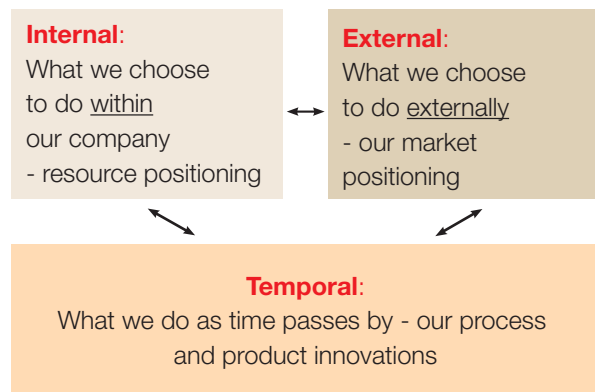 Internal:
What we choose
to do within
our company
- resource positioning
External:
What we choose
to do externally
- our market
positioning
Temporal:
What we do as time passes by - our process
and product innovations